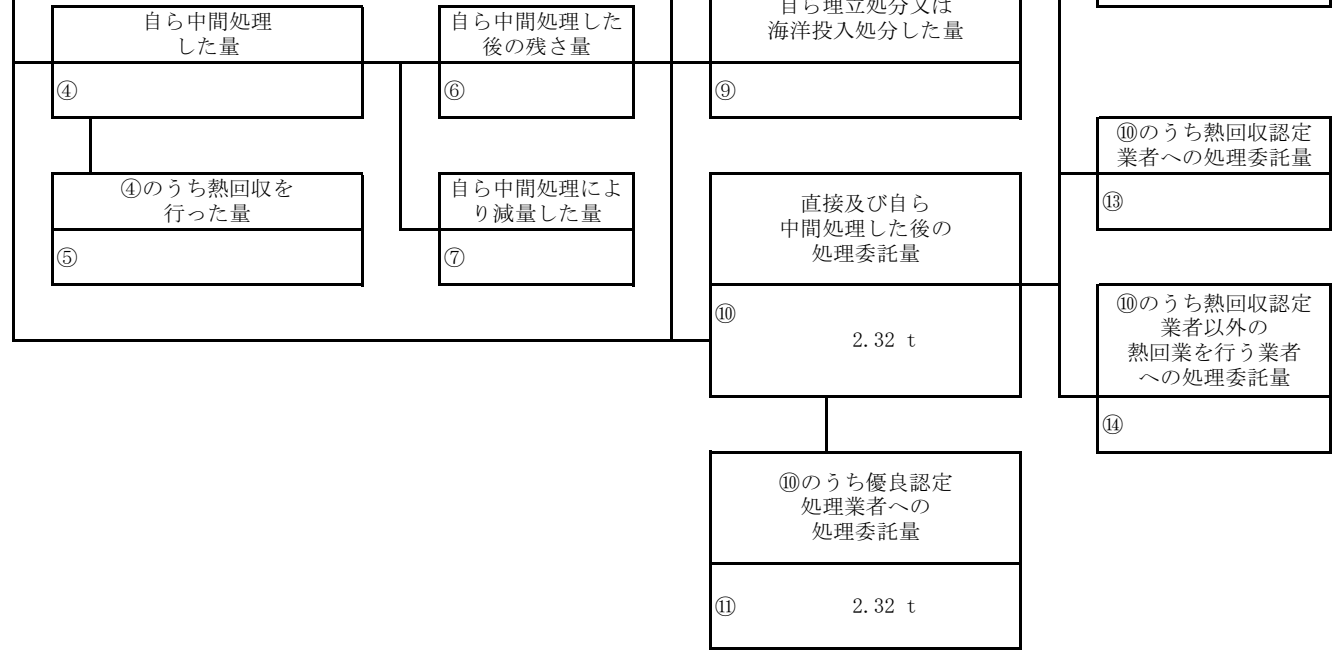 自ら中間処理
した量
④
④のうち熱回収を
行った量
⑤
自ら中間処理した
後の残さ量
⑥
自ら中間処理によ
り減量した量
⑦
自ら埋立処分又は
海洋投入処分した量
⑨
直接及び自ら
中間処理した後の
処理委託量
⑩
2.32 t
⑩のうち優良認定
処理業者への
処理委託量
⑪
2.32 t
⑩のうち熱回収認定
業者への処理委託量
⑬
⑩のうち熱回収認定
業者以外の
熱回業を行う業者
への処理委託量
⑭